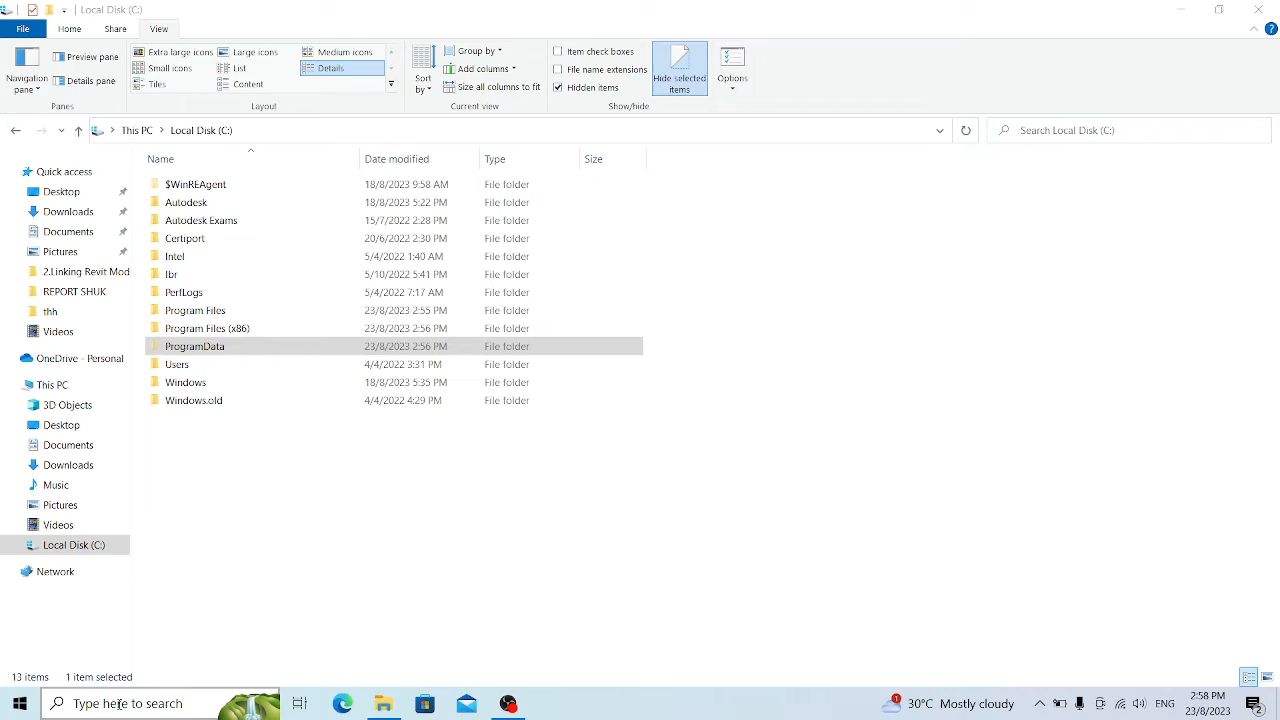 Local Disk (C:)
File Home Share View
Navigation pane
Preview pane
Details pane
Panes
Extra large icons Large icons Medium icons
Small icons List Details
Tiles Content
Layout
Sort by
Group by
Add columns
Size all columns to fit
Current view
Item check boxes
File name extensions
Hidden items
Hide selected items
Show/hide
Options
This PC Local Disk (C:)
Search Local Disk (C:)
Quick access
Desktop
Downloads
Documents
Pictures
2.Linking Revit Mod
REPORT SHUK
thh
Videos
OneDrive - Personal
This PC
3D Objects
Desktop
Documents
Downloads
Music
Pictures
Videos
Local Disk (C:)
Network
Name Date modified Type Size
$WinREAgent 18/8/2023 9:58 AM File folder
Autodesk 18/8/2023 5:22 PM File folder
Autodesk Exams 15/7/2022 2:28 PM File folder
Certiport 20/6/2022 2:30 PM File folder
Intel 5/4/2022 1:40 AM File folder
lbr 5/10/2022 5:41 PM File folder
PerfLogs 5/4/2022 7:17 AM File folder
Program Files 23/8/2023 2:55 PM File folder
Program Files (x86) 23/8/2023 2:56 PM File folder
ProgramData 23/8/2023 2:56 PM File folder
Users 4/4/2022 3:31 PM File folder
Windows 18/8/2023 5:35 PM File folder
Windows.old 4/4/2022 4:29 PM File folder
13 items 1 item selected
Type here to search
1
30°C Mostly cloudy
ENG
2:58 PM
23/8/2023
2